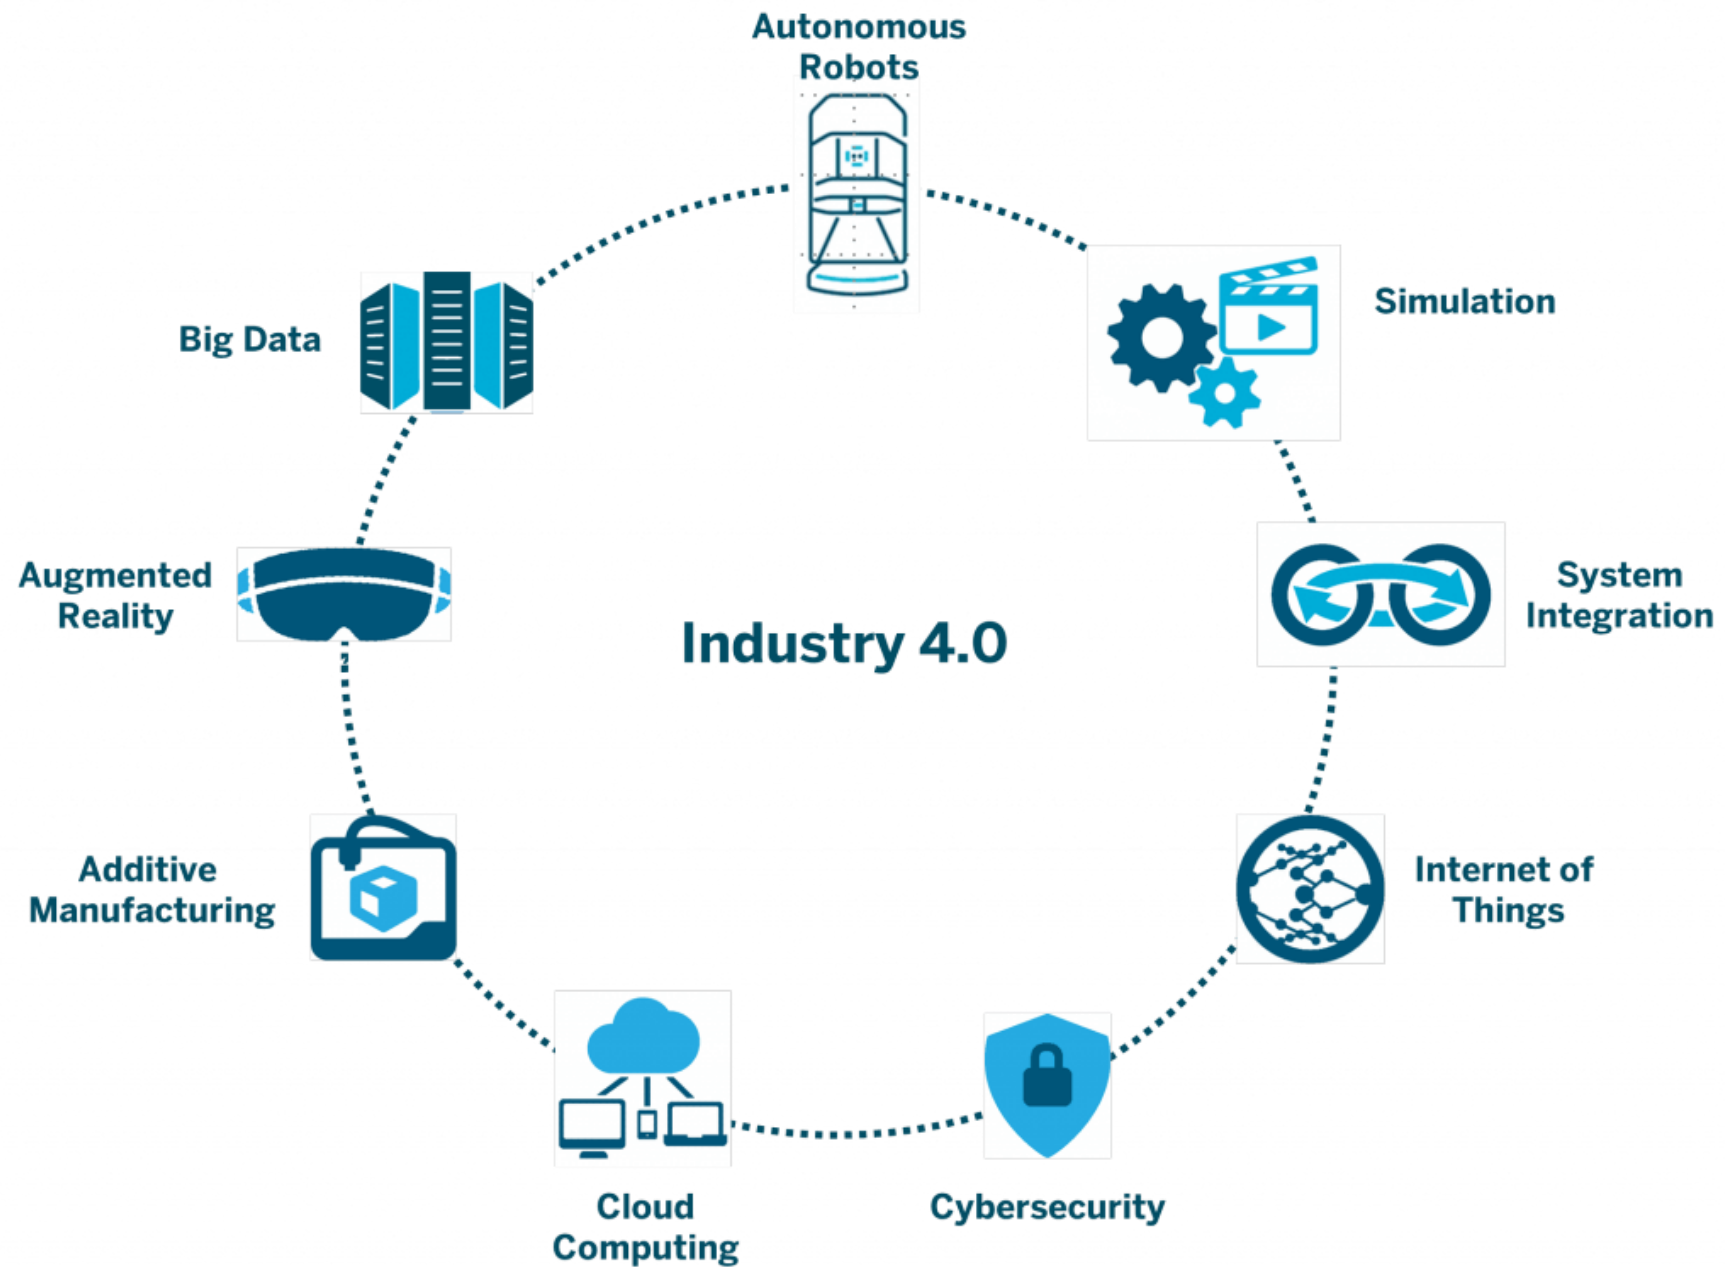 Autonomous
Robots
Simulation
Big Data
System
Integration
Augmented
Reality
Industry 4.0
Internet of
Things
Additive
Manufacturing
Cybersecurity
Cloud
Computing